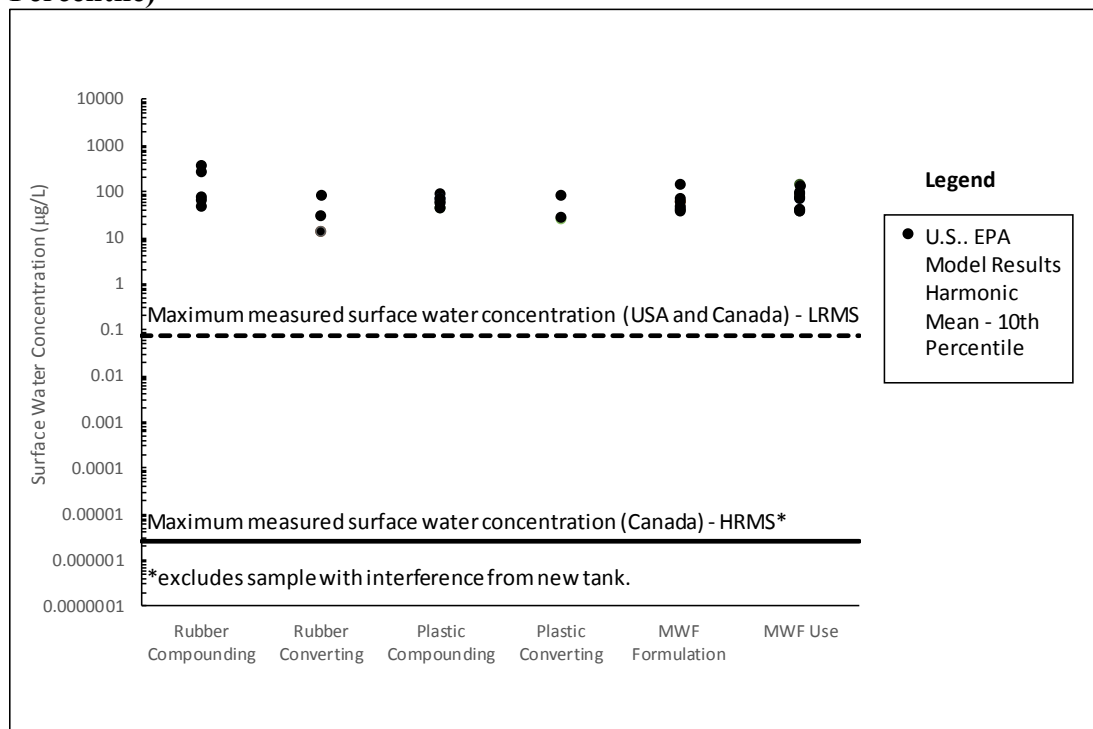 Percentile)
10000
1000
100
10
1
0.1
0.01
0.001
0.0001
0.00001
0.000001
0.0000001
Surface Water Concentration (µg/L)
Maximum measured surface water concentration (USA and Canada) - LRMS
Maximum measured surface water concentration (Canada) - HRMS*
*excludes sample with interference from new tank.
Rubber
Compounding
Rubber
Converting
Plastic
Compounding
Plastic
Converting
MWF
Formulation
MWF Use
Legend
U.S.. EPA
Model Results
Harmonic
Mean - 10th
Percentile